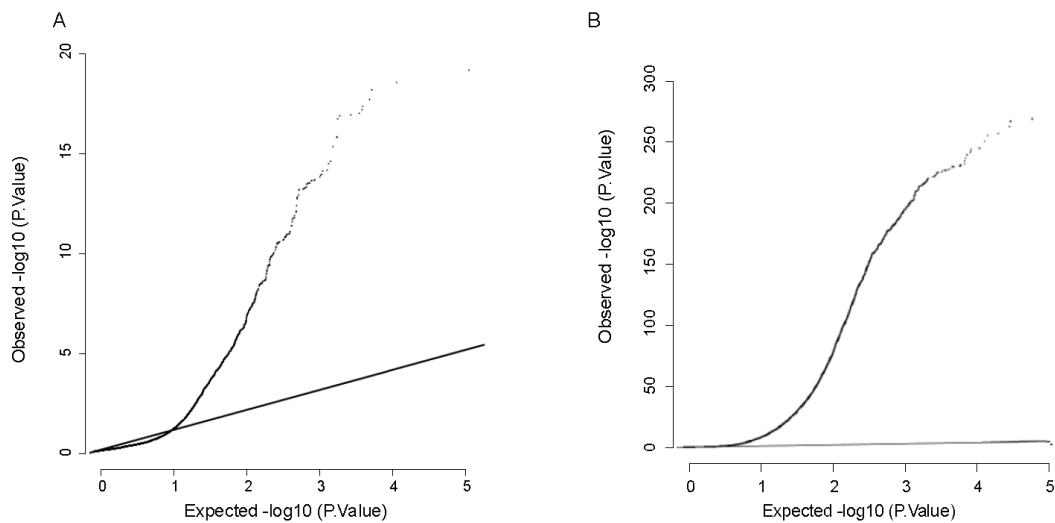 A
Observed -log10 (P.Value)
20
15
10
5
0
0 1 2 3 4 5
Expected -log10 (P.Value)
B
Observed -log10 (P.Value)
300
250
200
150
100
50
0
0 1 2 3 4 5
Expected -log10 (P.Value)